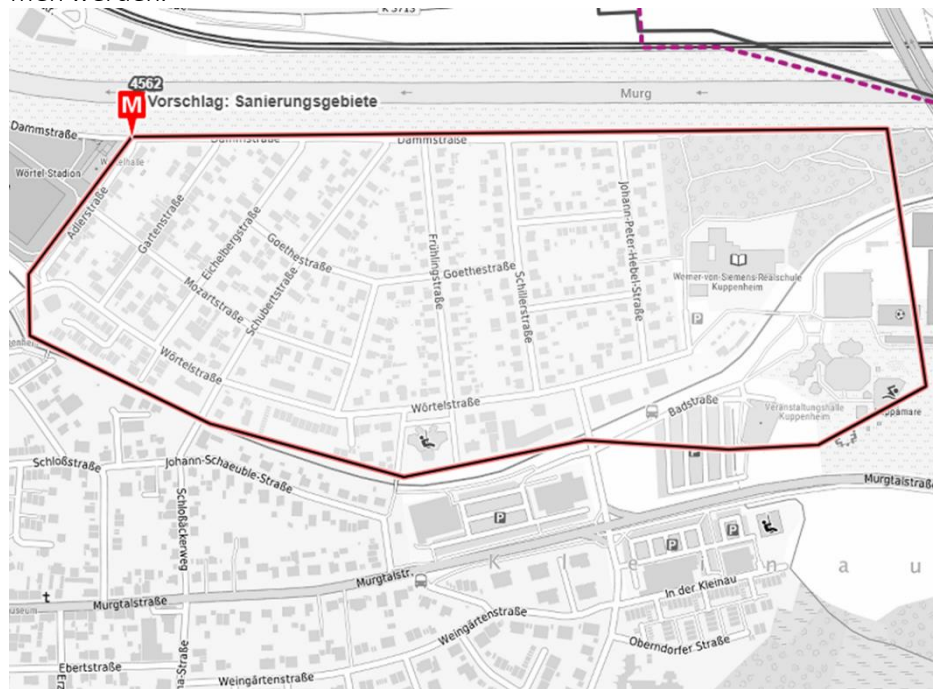 K 3713
4562
Vorschlag: Sanierungsgebiete
M
Murg
Dammstraße
Dammstraße
Dammstraße
Wörtelhalle
Wörtel-Stadion
Adlerstraße
Gartenstraße
Eichelbergstraße
Goethestraße
Mozartstraße
Schubertstraße
Frühlingstraße
Goethestraße
Schillerstraße
Johann-Peter-Hebel-Straße
Werner-von-Siemens-Realschule
Kuppenheim
P
Wörtelstraße
Wörtelstraße
Badstraße
Veranstaltungshalle
Kuppenheim
Schloßstraße
Johann-Schaeuble-Straße
Schloßäckerweg
Murgtalstraße
P
P
P
Murgtalstr.
K l e i n a u
In der Kleinau
Murgtalstraße
Weingärtenstraße
Oberndorfer Straße
Ebertstraße
Weingärtenstraße